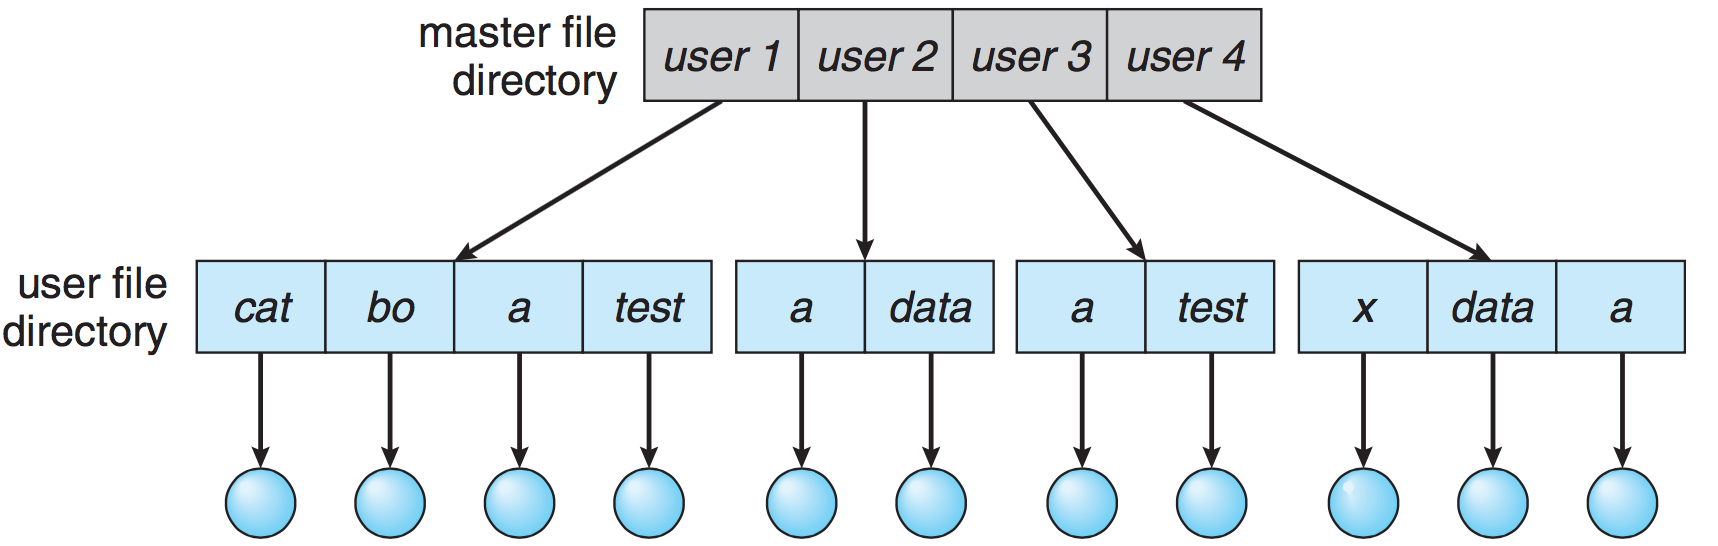 master file
directory
user 1 user 2 user 3 user 4
user file
directory
cat bo a test a data a test x data a